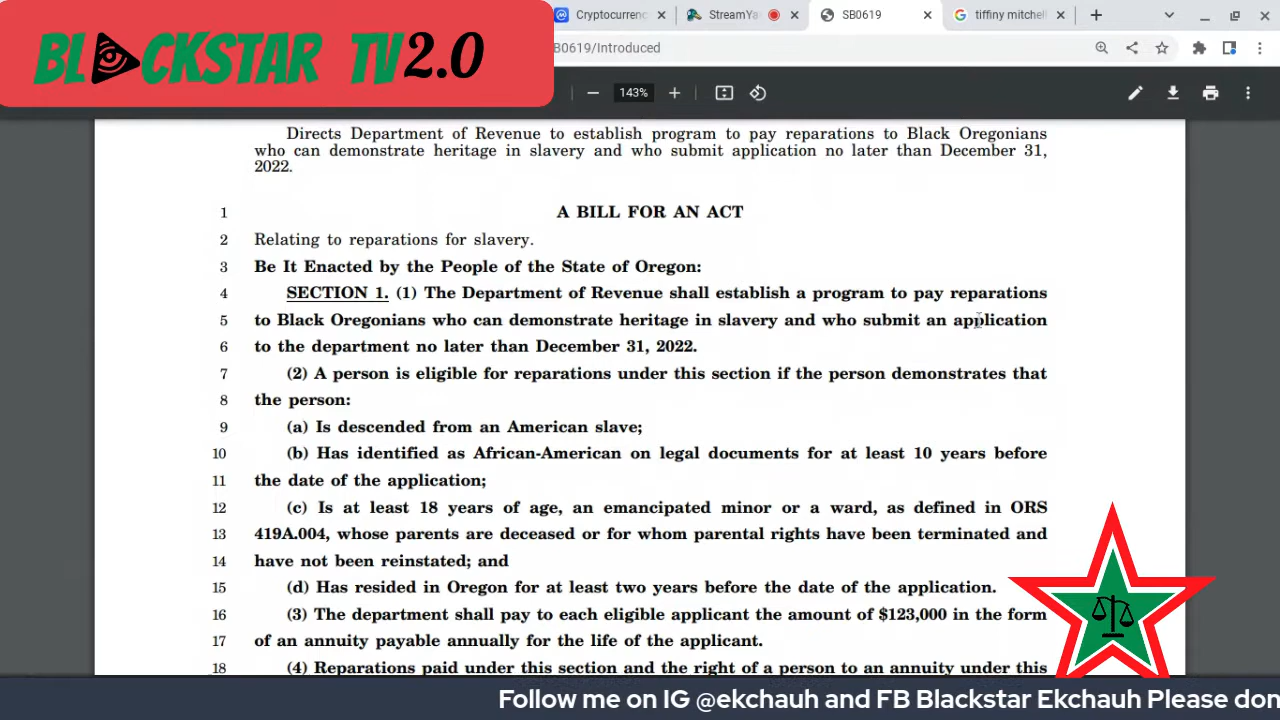 BLACKSTAR TV 2.0
Cryptocurrenc
StreamYa
SB0619
tiffiny mitchell
B0619/Introduced
143%
Directs Department of Revenue to establish program to pay reparations to Black Oregonians
who can demonstrate heritage in slavery and who submit application no later than December 31,
2022.
1 A BILL FOR AN ACT
2 Relating to reparations for slavery.
3 Be It Enacted by the People of the State of Oregon:
4 SECTION 1. (1) The Department of Revenue shall establish a program to pay reparations
5 to Black Oregonians who can demonstrate heritage in slavery and who submit an application
6 to the department no later than December 31, 2022.
7 (2) A person is eligible for reparations under this section if the person demonstrates that
8 the person:
9 (a) Is descended from an American slave;
10 (b) Has identified as African-American on legal documents for at least 10 years before
11 the date of the application;
12 (c) Is at least 18 years of age, an emancipated minor or a ward, as defined in ORS
13 419A.004, whose parents are deceased or for whom parental rights have been terminated and
14 have not been reinstated; and
15 (d) Has resided in Oregon for at least two years before the date of the application.
16 (3) The department shall pay to each eligible applicant the amount of $123,000 in the form
17 of an annuity payable annually for the life of the applicant.
18 (4) Reparations paid under this section and the right of a person to an annuity under this
Follow me on IG @ekchauh and FB Blackstar Ekchauh Please don